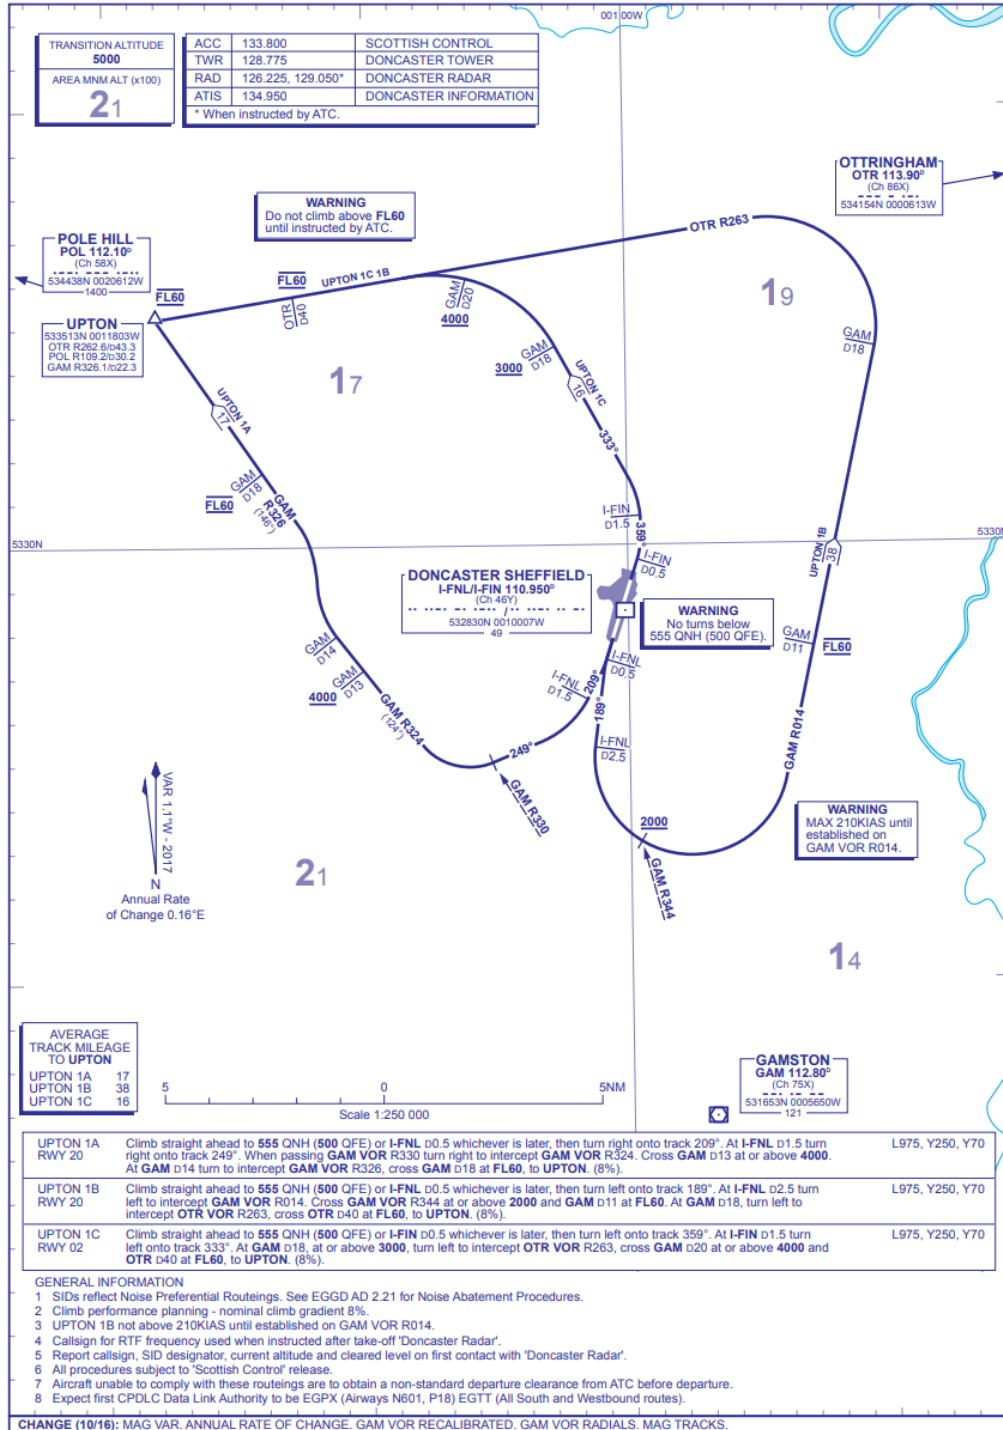 001 00W
TRANSITION ALTITUDE
5000
AREA MNM ALT (x100)
21
ACC 133.800 SCOTTISH CONTROL
TWR 128.775 DONCASTER TOWER
RAD 126.225, 129.050* DONCASTER RADAR
ATIS 134.950 DONCASTER INFORMATION
* When instructed by ATC.
OTTRINGHAM
OTR 113.90D
(Ch 86X)
534154N 0000613W
WARNING
Do not climb above FL60
until instructed by ATC.
POLE HILL
POL 112.10D
(Ch 58X)
534438N 0020612W
1400
OTR R263
FL60
FL60
UPTON 1C 1B
OTR
D40
GAM
D20
4000
19
UPTON
533513N 0011803W
OTR R262.6/D43.3
POL R109.2/D30.2
GAM R326.1/D22.3
GAM
D18
GAM
D18
3000
17
UPTON 1C
16
UPTON 1A
17
333°
GAM
D18
FL60
GAM
R326
(146°)
I-FIN
D1.5
359°
UPTON 1B
38
5330N
5330N
I-FIN
D0.5
DONCASTER SHEFFIELD
I-FNL/I-FIN 110.950D
(Ch 46Y)
532830N 0010007W
49
WARNING
No turns below
555 QNH (500 QFE).
GAM
D11
FL60
GAM
D14
GAM
D13
4000
I-FNL
D0.5
I-FNL
D1.5
209°
189°
GAM R324
(124°)
249°
I-FNL
D2.5
GAM R014
GAM R330
VAR 1.1°W - 2017
N
Annual Rate
of Change 0.16°E
2000
GAM R344
WARNING
MAX 210KIAS until
established on
GAM VOR R014.
21
14
AVERAGE
TRACK MILEAGE
TO UPTON
UPTON 1A 17
UPTON 1B 38
UPTON 1C 16
5 0 5NM
Scale 1:250 000
GAMSTON
GAM 112.80D
(Ch 75X)
531653N 0005650W
121
UPTON 1A Climb straight ahead to 555 QNH (500 QFE) or I-FNL D0.5 whichever is later, then turn right onto track 209°. At I-FNL D1.5 turn L975, Y250, Y70
RWY 20 right onto track 249°. When passing GAM VOR R330 turn right to intercept GAM VOR R324. Cross GAM D13 at or above 4000.
At GAM D14 turn to intercept GAM VOR R326, cross GAM D18 at FL60, to UPTON. (8%).
UPTON 1B Climb straight ahead to 555 QNH (500 QFE) or I-FNL D0.5 whichever is later, then turn left onto track 189°. At I-FNL D2.5 turn L975, Y250, Y70
RWY 20 left to intercept GAM VOR R014. Cross GAM VOR R344 at or above 2000 and GAM D11 at FL60. At GAM D18, turn left to
intercept OTR VOR R263, cross OTR D40 at FL60, to UPTON. (8%).
UPTON 1C Climb straight ahead to 555 QNH (500 QFE) or I-FIN D0.5 whichever is later, then turn left onto track 359°. At I-FIN D1.5 turn L975, Y250, Y70
RWY 02 left onto track 333°. At GAM D18, at or above 3000, turn left to intercept OTR VOR R263, cross GAM D20 at or above 4000 and
OTR D40 at FL60, to UPTON. (8%).
GENERAL INFORMATION
1 SIDs reflect Noise Preferential Routeings. See EGGD AD 2.21 for Noise Abatement Procedures.
2 Climb performance planning - nominal climb gradient 8%.
3 UPTON 1B not above 210KIAS until established on GAM VOR R014.
4 Callsign for RTF frequency used when instructed after take-off 'Doncaster Radar'.
5 Report callsign, SID designator, current altitude and cleared level on first contact with 'Doncaster Radar'.
6 All procedures subject to 'Scottish Control' release.
7 Aircraft unable to comply with these routeings are to obtain a non-standard departure clearance from ATC before departure.
8 Expect first CPDLC Data Link Authority to be EGPX (Airways N601, P18) EGTT (All South and Westbound routes).
CHANGE (10/16): MAG VAR. ANNUAL RATE OF CHANGE. GAM VOR RECALIBRATED. GAM VOR RADIALS. MAG TRACKS.